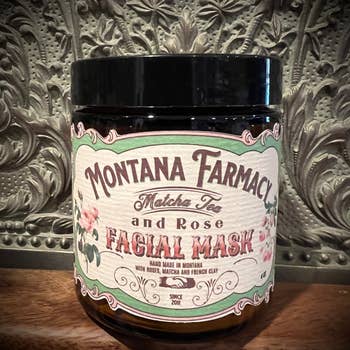 MONTANA FARMACY
Matcha Tea
and Rose
FACIAL MASK
HAND MADE IN MONTANA
WITH ROSES, MATCHA AND FRENCH CLAY
SINCE